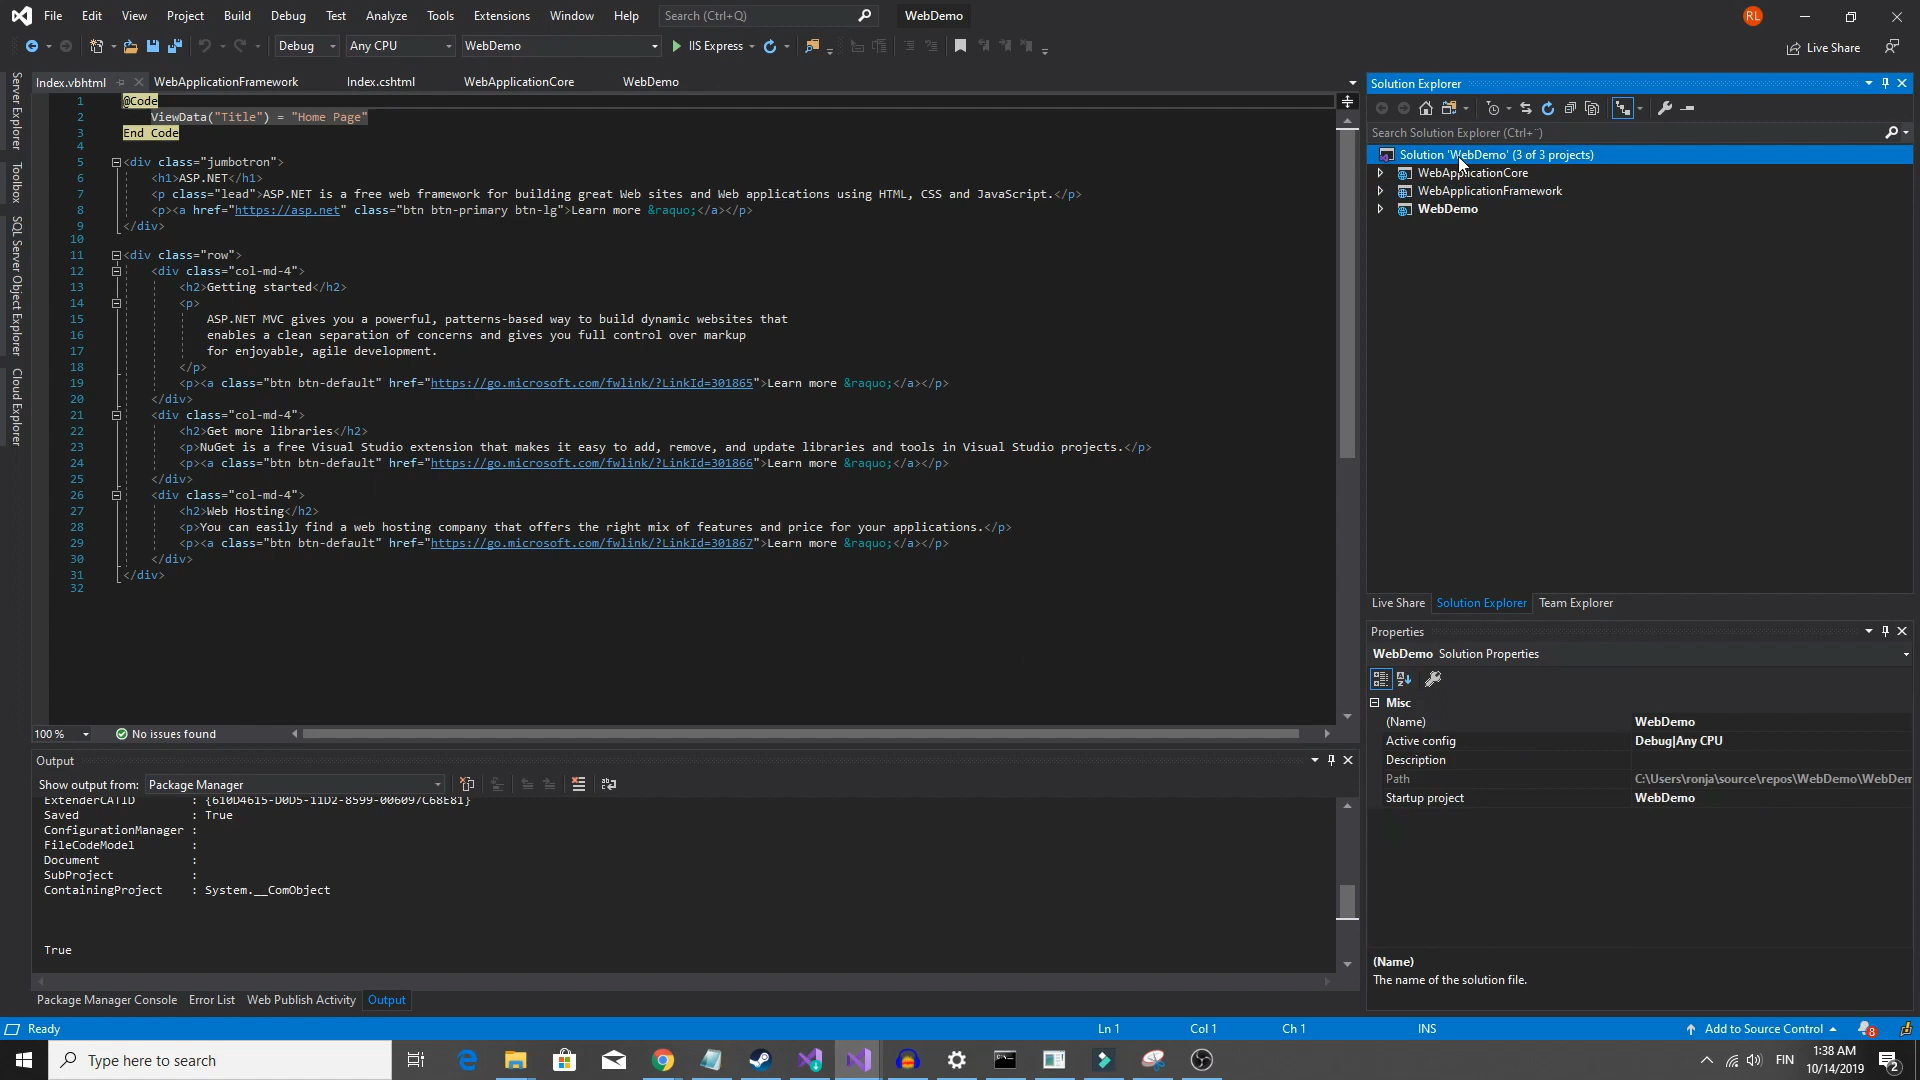 File Edit View Project Build Debug Test Analyze Tools Extensions Window Help Search (Ctrl+Q) WebDemo RL
Debug Any CPU WebDemo IIS Express Live Share
Server Explorer
Toolbox
SQL Server Object Explorer
Cloud Explorer
Index.vbhtml WebApplicationFramework Index.cshtml WebApplicationCore WebDemo
1 @Code
2 ViewData("Title") = "Home Page"
3 End Code
4
5 <div class="jumbotron">
6 <h1>ASP.NET</h1>
7 <p class="lead">ASP.NET is a free web framework for building great Web sites and Web applications using HTML, CSS and JavaScript.</p>
8 <p><a href="https://asp.net" class="btn btn-primary btn-lg">Learn more &raquo;</a></p>
9 </div>
10
11 <div class="row">
12 <div class="col-md-4">
13 <h2>Getting started</h2>
14 <p>
15 ASP.NET MVC gives you a powerful, patterns-based way to build dynamic websites that
16 enables a clean separation of concerns and gives you full control over markup
17 for enjoyable, agile development.
18 </p>
19 <p><a class="btn btn-default" href="https://go.microsoft.com/fwlink/?LinkId=301865">Learn more &raquo;</a></p>
20 </div>
21 <div class="col-md-4">
22 <h2>Get more libraries</h2>
23 <p>NuGet is a free Visual Studio extension that makes it easy to add, remove, and update libraries and tools in Visual Studio projects.</p>
24 <p><a class="btn btn-default" href="https://go.microsoft.com/fwlink/?LinkId=301866">Learn more &raquo;</a></p>
25 </div>
26 <div class="col-md-4">
27 <h2>Web Hosting</h2>
28 <p>You can easily find a web hosting company that offers the right mix of features and price for your applications.</p>
29 <p><a class="btn btn-default" href="https://go.microsoft.com/fwlink/?LinkId=301867">Learn more &raquo;</a></p>
30 </div>
31 </div>
32
100 % No issues found
Output
Show output from: Package Manager
ExtenderCATID : {610D4615-D0D5-11D2-8599-006097C68E81}
Saved : True
ConfigurationManager :
FileCodeModel :
Document :
SubProject :
ContainingProject : System.__ComObject
True
Package Manager Console Error List Web Publish Activity Output
Solution Explorer
Search Solution Explorer (Ctrl+¨)
Solution 'WebDemo' (3 of 3 projects)
WebApplicationCore
WebApplicationFramework
WebDemo
Live Share Solution Explorer Team Explorer
Properties
WebDemo Solution Properties
Misc
(Name) WebDemo
Active config Debug|Any CPU
Description
Path C:\Users\ronja\source\repos\WebDemo\WebDem
Startup project WebDemo
(Name)
The name of the solution file.
Ready Ln 1 Col 1 Ch 1 INS Add to Source Control 8
Type here to search FIN 1:38 AM
10/14/2019 2